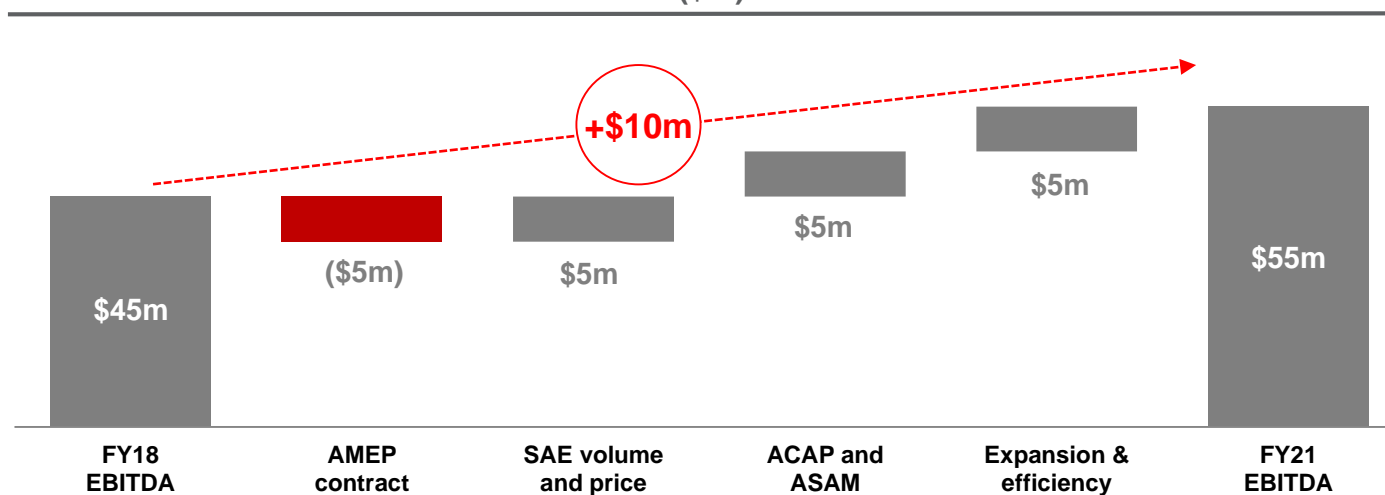 +$10m
$5m
$5m
$55m
($5m)
$5m
$45m
FY18
EBITDA
AMEP
contract
SAE volume
and price
ACAP and
ASAM
Expansion &
efficiency
FY21
EBITDA